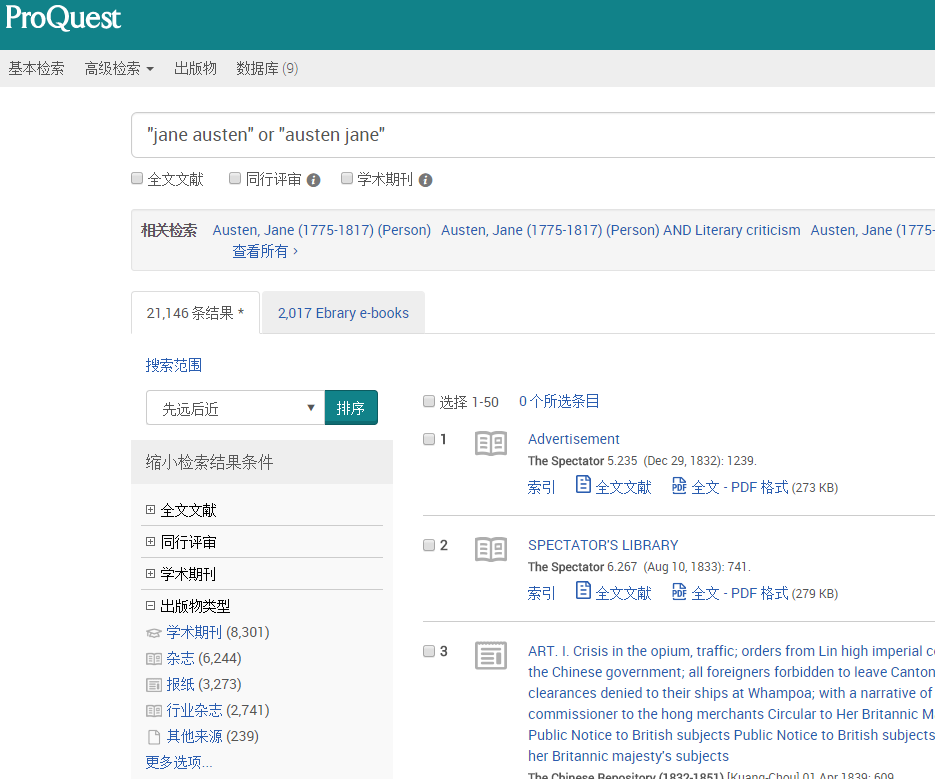 ProQuest
基本检索 高级检索 出版物 数据库 (9)
"jane austen" or "austen jane"
全文文献 同行评审 学术期刊
相关检索 Austen, Jane (1775-1817) (Person) Austen, Jane (1775-1817) (Person) AND Literary criticism Austen, Jane (1775-
查看所有 ›
21,146 条结果 * 2,017 Ebrary e-books
搜索范围
先远后近 排序
缩小检索结果条件
全文文献
同行评审
学术期刊
出版物类型
学术期刊 (8,301)
杂志 (6,244)
报纸 (3,273)
行业杂志 (2,741)
其他来源 (239)
更多选项...
选择 1-50 0 个所选条目
1 Advertisement
The Spectator 5.235 (Dec 29, 1832): 1239.
索引 全文文献 PDF 全文 - PDF 格式 (273 KB)
2 SPECTATOR'S LIBRARY
The Spectator 6.267 (Aug 10, 1833): 741.
索引 全文文献 PDF 全文 - PDF 格式 (279 KB)
3 ART. I. Crisis in the opium, traffic; orders from Lin high imperial c
the Chinese government; all foreigners forbidden to leave Canton
clearances denied to their ships at Whampoa; with a narrative of
commissioner to the hong merchants Circular to Her Britannic M
Public Notice to British subjects Public Notice to British subjects
her Britannic majesty's subjects
The Chinese Repository (1832-1851) [Kuang-Chou] 01 Apr 1839: 609.